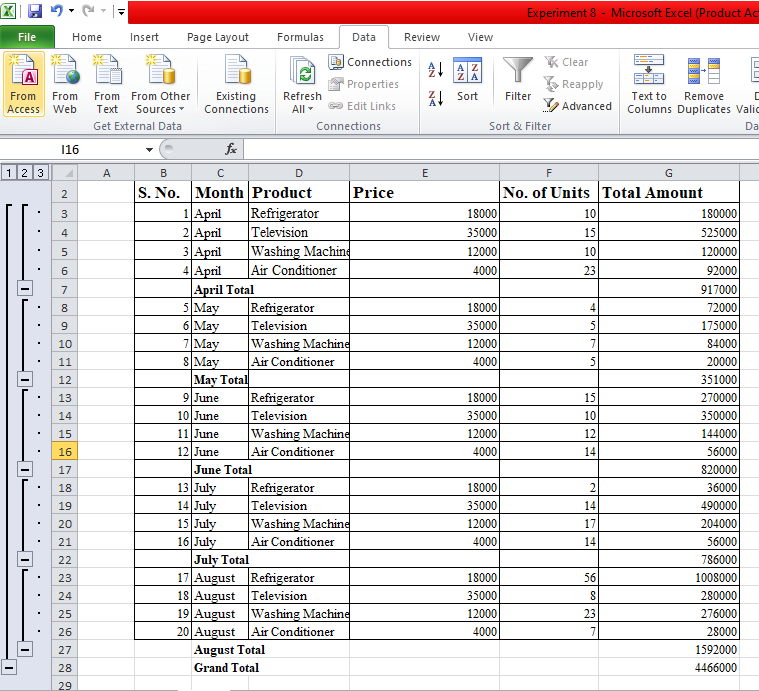 Experiment 8 - Microsoft Excel (Product Ac
File Home Insert Page Layout Formulas Data Review View
From Access From Web From Text From Other Sources Existing Connections Refresh All Connections Properties Edit Links Sort Filter Clear Reapply Advanced Text to Columns Remove Duplicates
Get External Data Connections Sort & Filter
I16 fx
1 2 3 A B C D E F G
2 S. No. Month Product Price No. of Units Total Amount
3 1 April Refrigerator 18000 10 180000
4 2 April Television 35000 15 525000
5 3 April Washing Machine 12000 10 120000
6 4 April Air Conditioner 4000 23 92000
7 April Total 917000
8 5 May Refrigerator 18000 4 72000
9 6 May Television 35000 5 175000
10 7 May Washing Machine 12000 7 84000
11 8 May Air Conditioner 4000 5 20000
12 May Total 351000
13 9 June Refrigerator 18000 15 270000
14 10 June Television 35000 10 350000
15 11 June Washing Machine 12000 12 144000
16 12 June Air Conditioner 4000 14 56000
17 June Total 820000
18 13 July Refrigerator 18000 2 36000
19 14 July Television 35000 14 490000
20 15 July Washing Machine 12000 17 204000
21 16 July Air Conditioner 4000 14 56000
22 July Total 786000
23 17 August Refrigerator 18000 56 1008000
24 18 August Television 35000 8 280000
25 19 August Washing Machine 12000 23 276000
26 20 August Air Conditioner 4000 7 28000
27 August Total 1592000
28 Grand Total 4466000
29